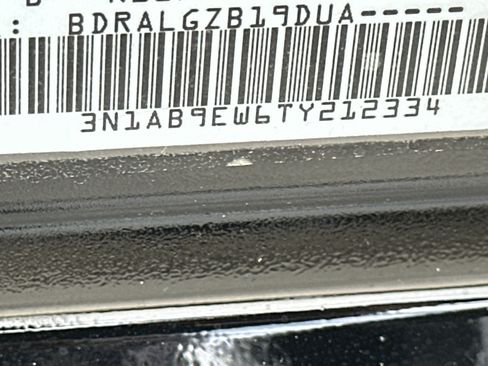 : BDRALGZB19DUA-----
3N1AB9EW6TY212334